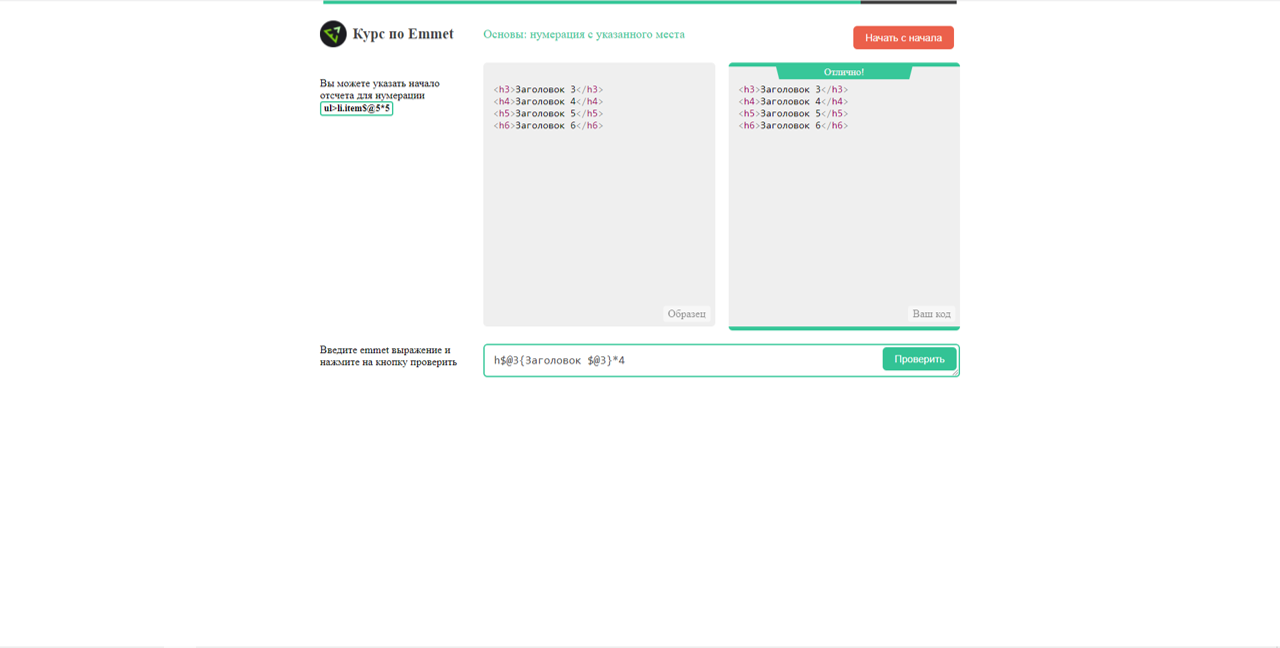 Курс по Emmet
Основы: нумерация с указанного места
Начать с начала
Вы можете указать начало
отсчета для нумерации
ul>li.item$@5*5
<h3>Заголовок 3</h3>
<h4>Заголовок 4</h4>
<h5>Заголовок 5</h5>
<h6>Заголовок 6</h6>
Образец
Отлично!
<h3>Заголовок 3</h3>
<h4>Заголовок 4</h4>
<h5>Заголовок 5</h5>
<h6>Заголовок 6</h6>
Ваш код
Введите emmet выражение и
нажмите на кнопку проверить
h$@3{Заголовок $@3}*4
Проверить